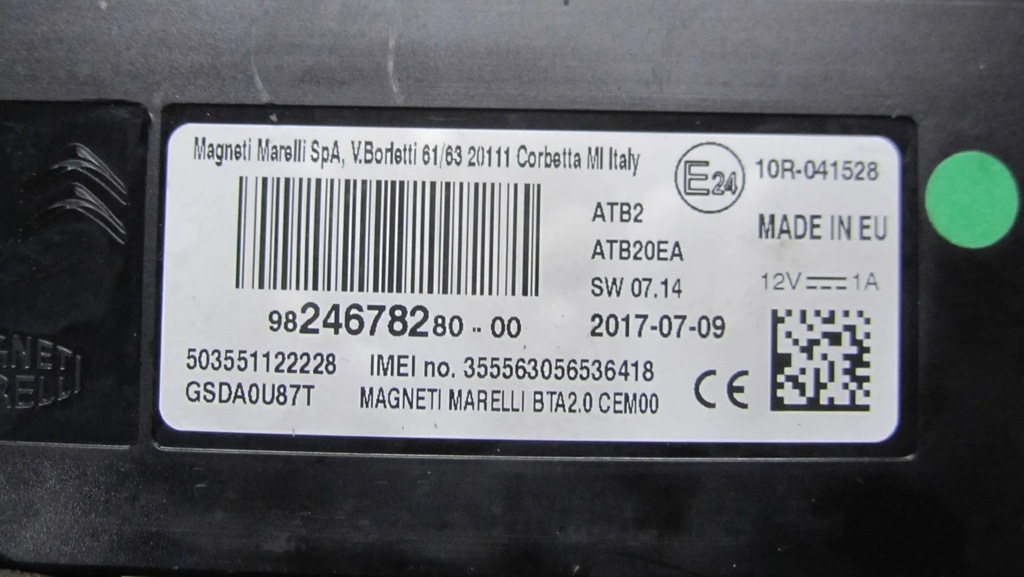 Magneti Marelli SpA, V.Borletti 61/63 20111 Corbetta MI Italy
E24
10R-041528
ATB2
MADE IN EU
ATB20EA
SW 07.14
12V 1A
9824678280-00
2017-07-09
503551122228 IMEI no. 355563056536418
GSDA0U87T MAGNETI MARELLI BTA2.0 CEM00
CE
GNETI
RELLI